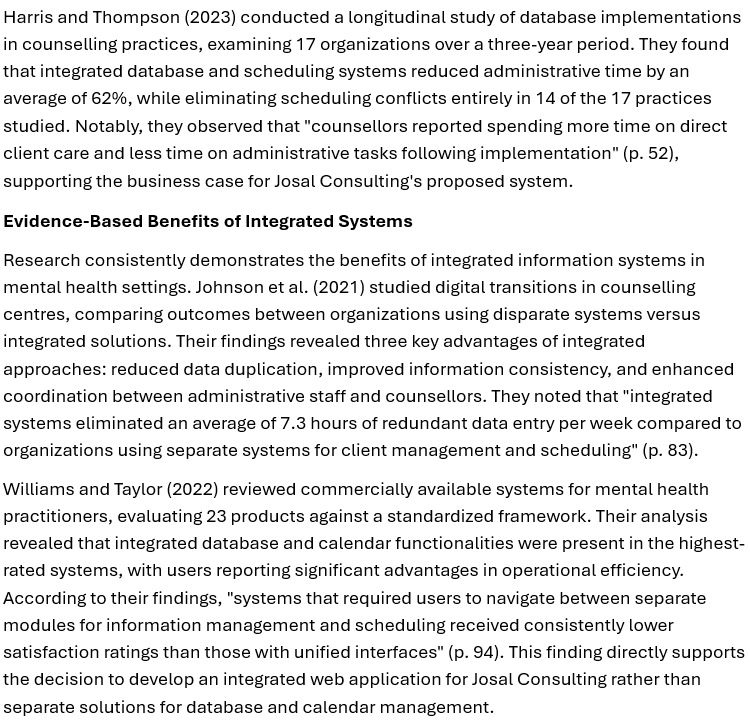 Harris and Thompson (2023) conducted a longitudinal study of database implementations
in counselling practices, examining 17 organizations over a three-year period. They found
that integrated database and scheduling systems reduced administrative time by an
average of 62%, while eliminating scheduling conflicts entirely in 14 of the 17 practices
studied. Notably, they observed that "counsellors reported spending more time on direct
client care and less time on administrative tasks following implementation" (p. 52),
supporting the business case for Josal Consulting's proposed system.
Evidence-Based Benefits of Integrated Systems
Research consistently demonstrates the benefits of integrated information systems in
mental health settings. Johnson et al. (2021) studied digital transitions in counselling
centres, comparing outcomes between organizations using disparate systems versus
integrated solutions. Their findings revealed three key advantages of integrated
approaches: reduced data duplication, improved information consistency, and enhanced
coordination between administrative staff and counsellors. They noted that "integrated
systems eliminated an average of 7.3 hours of redundant data entry per week compared to
organizations using separate systems for client management and scheduling" (p. 83).
Williams and Taylor (2022) reviewed commercially available systems for mental health
practitioners, evaluating 23 products against a standardized framework. Their analysis
revealed that integrated database and calendar functionalities were present in the highest-
rated systems, with users reporting significant advantages in operational efficiency.
According to their findings, "systems that required users to navigate between separate
modules for information management and scheduling received consistently lower
satisfaction ratings than those with unified interfaces" (p. 94). This finding directly supports
the decision to develop an integrated web application for Josal Consulting rather than
separate solutions for database and calendar management.